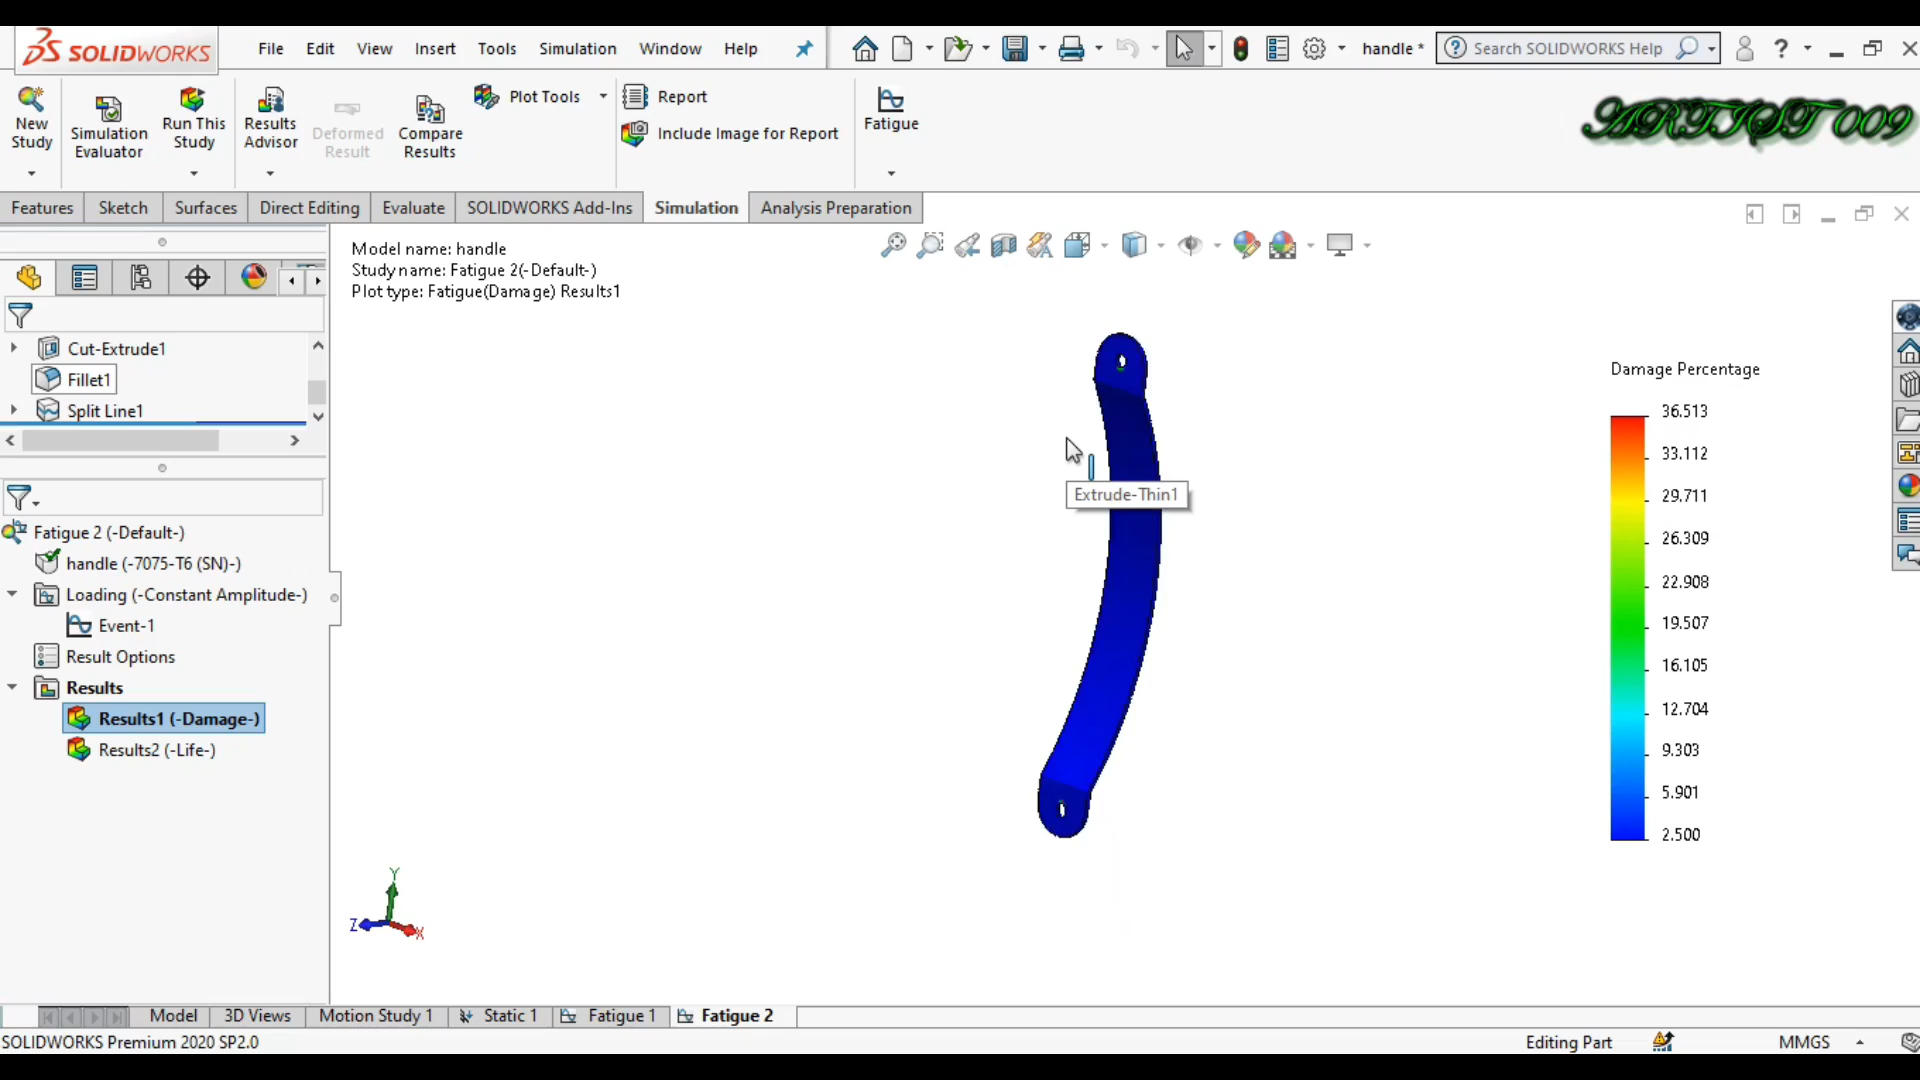 SOLIDWORKS File Edit View Insert Tools Simulation Window Help handle * Search SOLIDWORKS Help ?
New Study
Simulation Evaluator
Run This Study
Results Advisor
Deformed Result
Compare Results
Plot Tools
Report
Include Image for Report
Fatigue
ARTIST 009
Features Sketch Surfaces Direct Editing Evaluate SOLIDWORKS Add-Ins Simulation Analysis Preparation
Model name: handle
Study name: Fatigue 2(-Default-)
Plot type: Fatigue(Damage) Results1
Cut-Extrude1
Fillet1
Split Line1
Fatigue 2 (-Default-)
handle (-7075-T6 (SN)-)
Loading (-Constant Amplitude-)
Event-1
Result Options
Results
Results1 (-Damage-)
Results2 (-Life-)
Extrude-Thin1
Damage Percentage
36.513
33.112
29.711
26.309
22.908
19.507
16.105
12.704
9.303
5.901
2.500
Y
Z
X
Model 3D Views Motion Study 1 Static 1 Fatigue 1 Fatigue 2
SOLIDWORKS Premium 2020 SP2.0 Editing Part MMGS